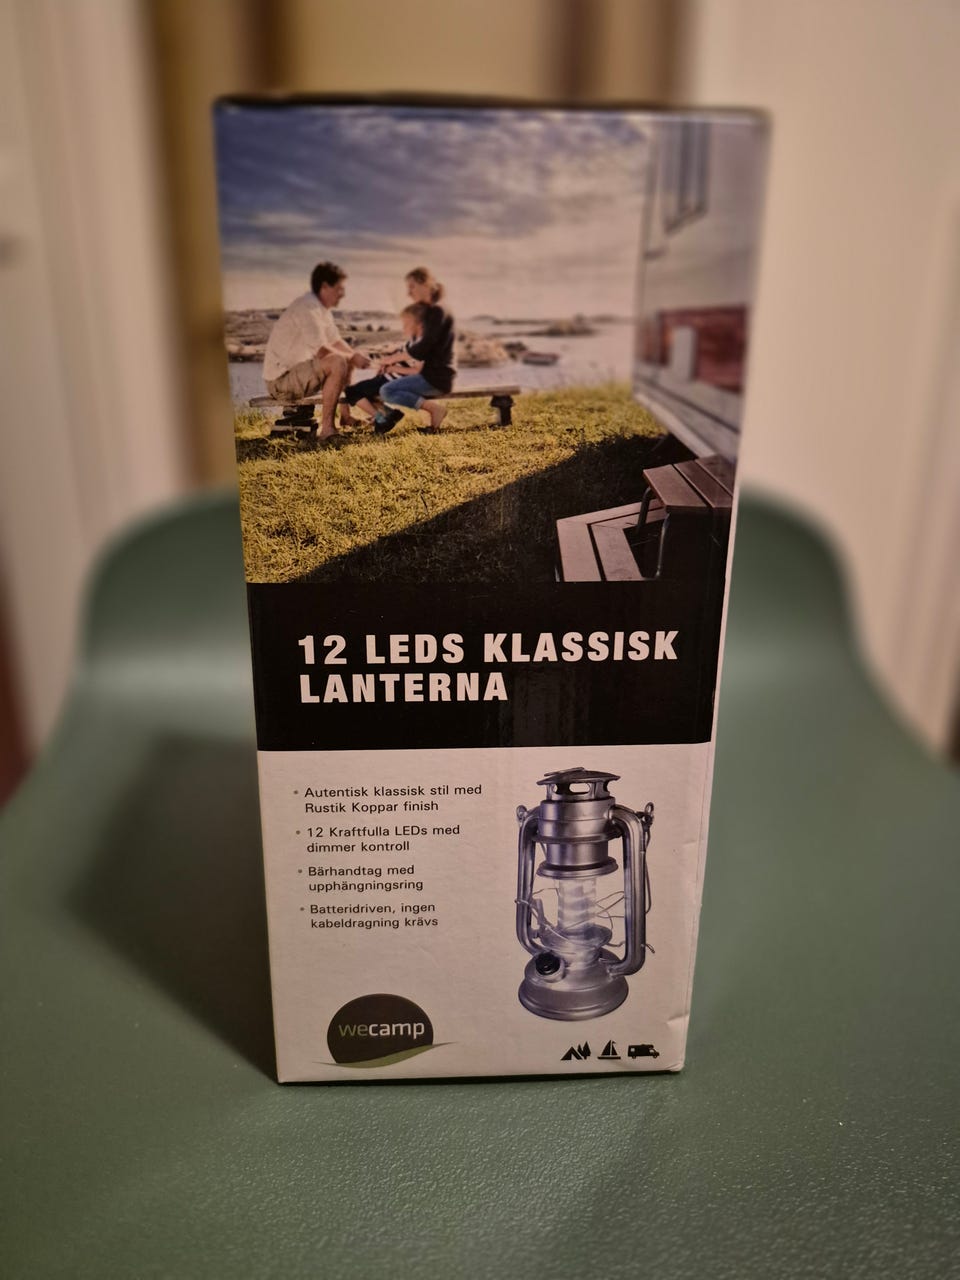 12 LEDS KLASSISK
LANTERNA
• Autentisk klassisk stil med
Rustik Koppar finish
• 12 Kraftfulla LEDs med
dimmer kontroll
• Bärhandtag med
upphängningsring
• Batteridriven, ingen
kabeldragning krävs
wecamp